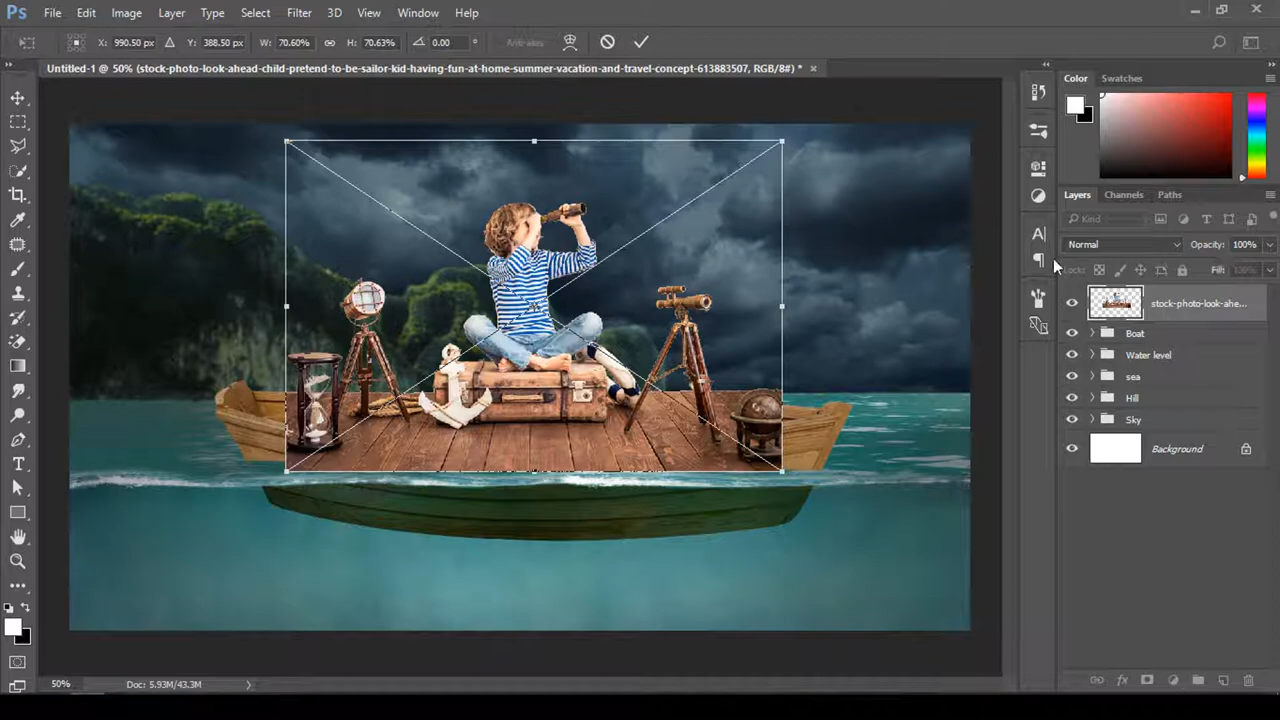 Ps File Edit Image Layer Type Select Filter 3D View Window Help
X: 990.50 px Y: 388.50 px W: 70.60% H: 70.63% 0.00 °
Untitled-1 @ 50% (stock-photo-look-ahead-child-pretend-to-be-sailor-kid-having-fun-at-home-summer-vacation-and-travel-concept-613883507, RGB/8#) *
Color Swatches
Layers Channels Paths
Kind
Normal Opacity: 100%
Fill:
stock-photo-look-ahe...
Boat
Water level
sea
Hill
Sky
Background
50% Doc: 5.93M/43.3M